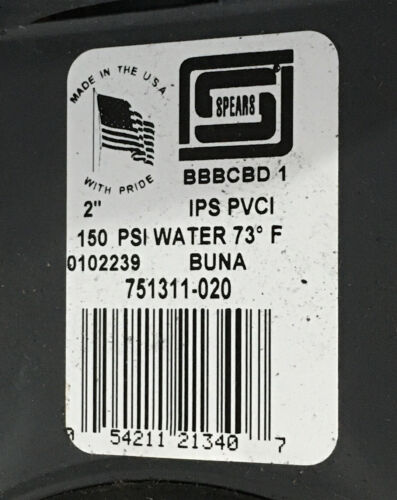 MADE IN THE U.S.A.
WITH PRIDE
SPEARS®
BBBCBD 1
2" IPS PVCI
150 PSI WATER 73° F
0102239 BUNA
751311-020
0 54211 21340 7